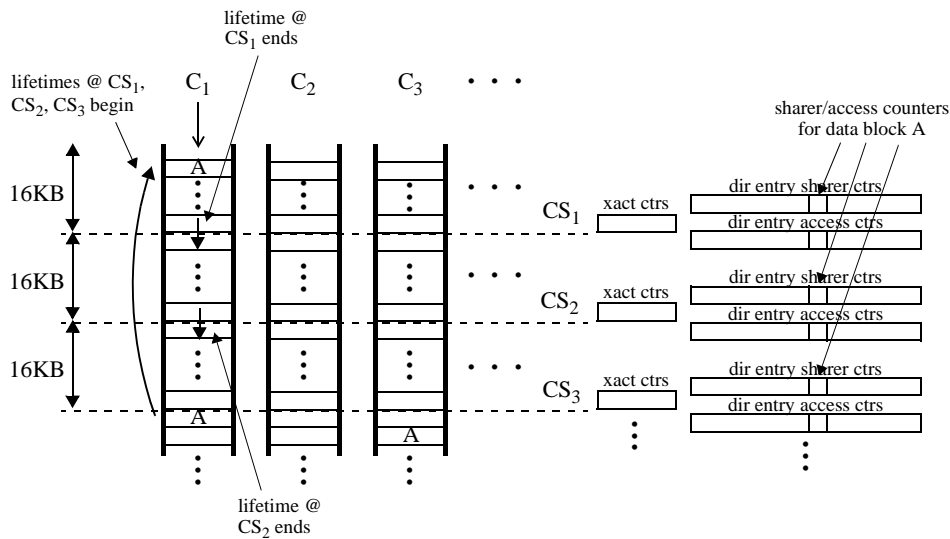 lifetime @
CS1 ends
lifetimes @ CS1,
CS2, CS3 begin
C1
C2
C3
sharer/access counters
for data block A
A
16KB
CS1
xact ctrs
dir entry sharer ctrs
dir entry access ctrs
16KB
CS2
xact ctrs
dir entry sharer ctrs
dir entry access ctrs
16KB
CS3
xact ctrs
dir entry sharer ctrs
dir entry access ctrs
A
A
lifetime @
CS2 ends